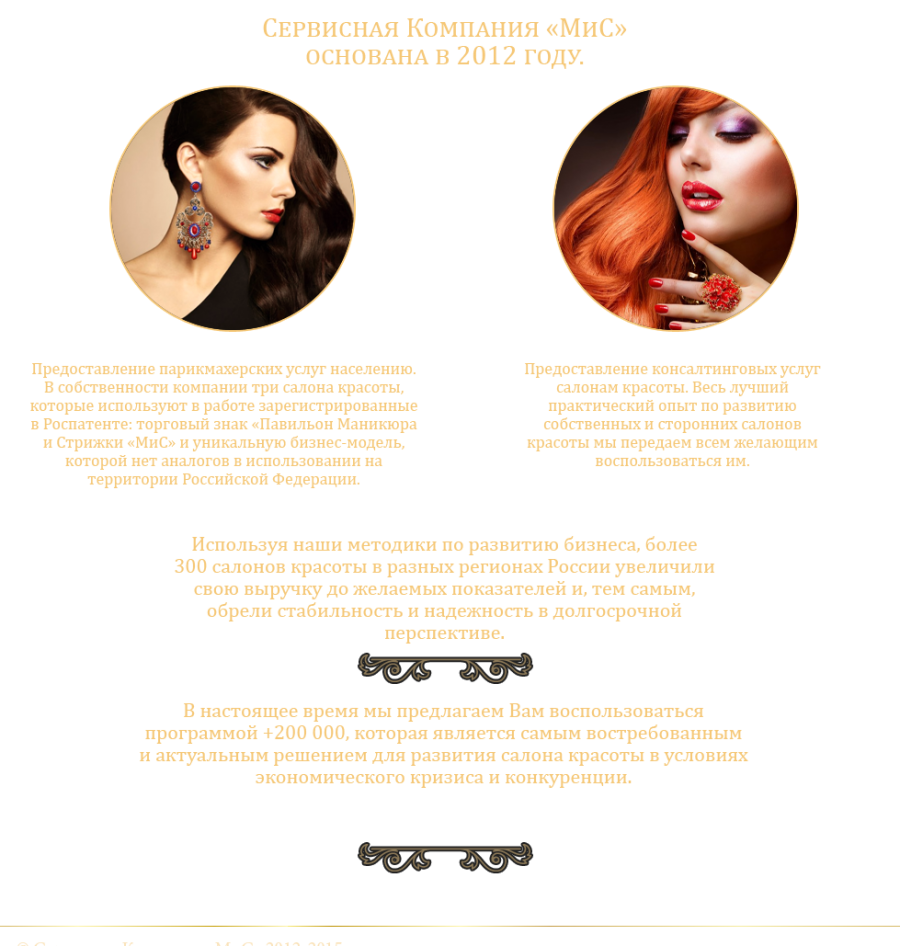 Сервисная Компания «МиС»
основана в 2012 году.
Предоставление парикмахерских услуг населению.
В собственности компании три салона красоты,
которые используют в работе зарегистрированные
в Роспатенте: торговый знак «Павильон Маникюра
и Стрижки «МиС» и уникальную бизнес-модель,
которой нет аналогов в использовании на
территории Российской Федерации.
Предоставление консалтинговых услуг
салонам красоты. Весь лучший
практический опыт по развитию
собственных и сторонних салонов
красоты мы передаем всем желающим
воспользоваться им.
Используя наши методики по развитию бизнеса, более
300 салонов красоты в разных регионах России увеличили
свою выручку до желаемых показателей и, тем самым,
обрели стабильность и надежность в долгосрочной
перспективе.
В настоящее время мы предлагаем Вам воспользоваться
программой +200 000, которая является самым востребованным
и актуальным решением для развития салона красоты в условиях
экономического кризиса и конкуренции.